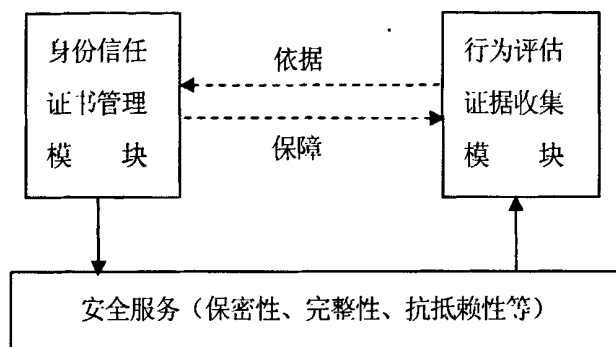 身份信任
证书管理
模 块
依据
保障
行为评估
证据收集
模 块
安全服务（保密性、完整性、抗抵赖性等）